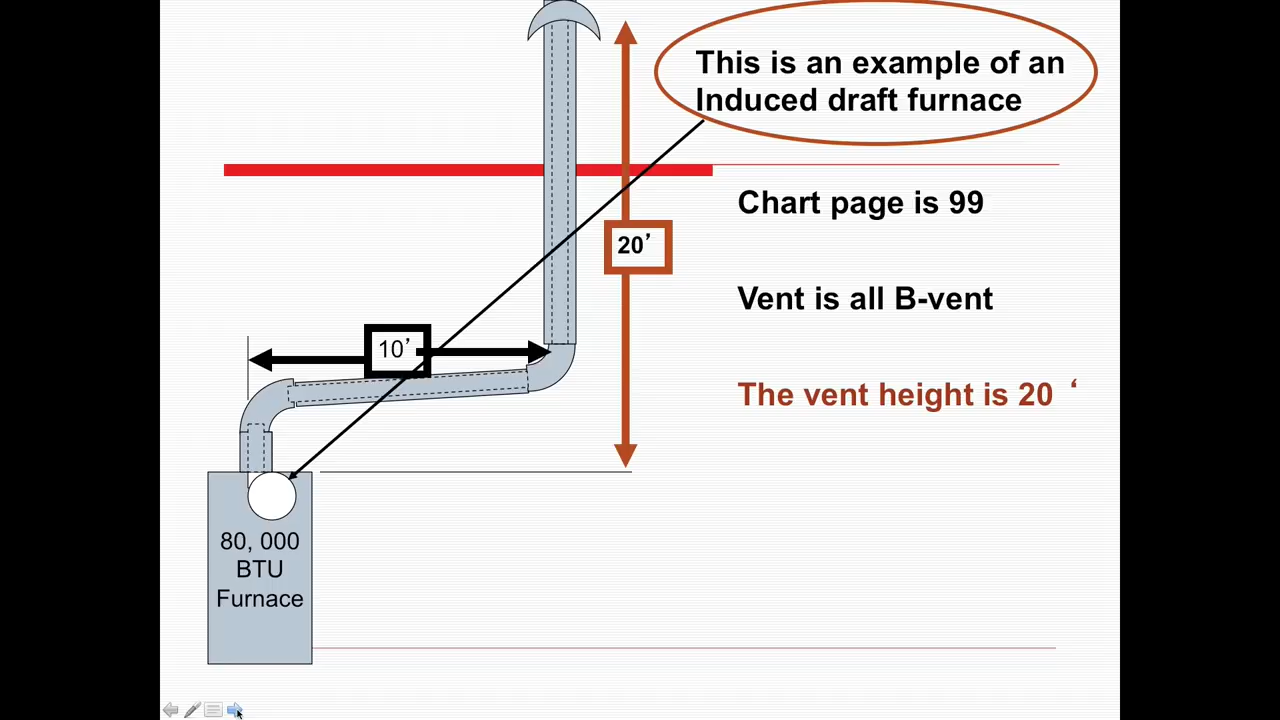 This is an example of an
Induced draft furnace
Chart page is 99
20’
Vent is all B-vent
10’
The vent height is 20 ‘
80, 000
BTU
Furnace